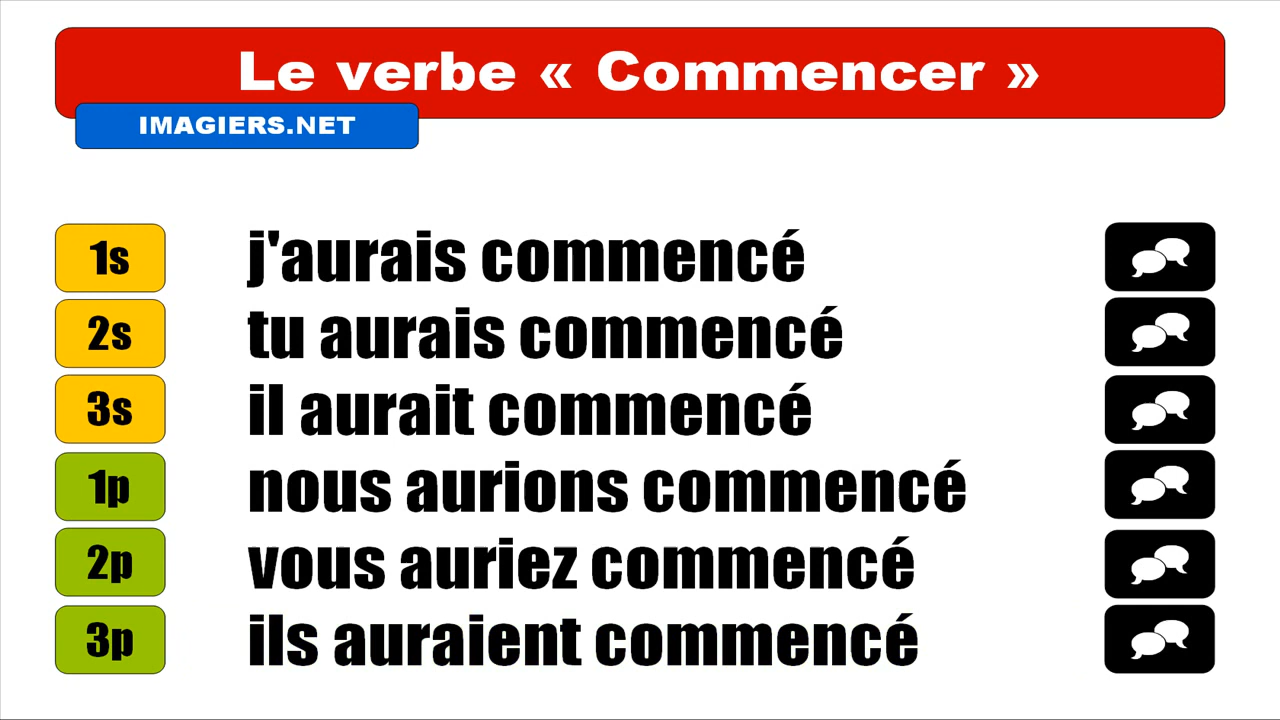 Le verbe « Commencer »
IMAGIERS.NET
1s j'aurais commencé
2s tu aurais commencé
3s il aurait commencé
1p nous aurions commencé
2p vous auriez commencé
3p ils auraient commencé